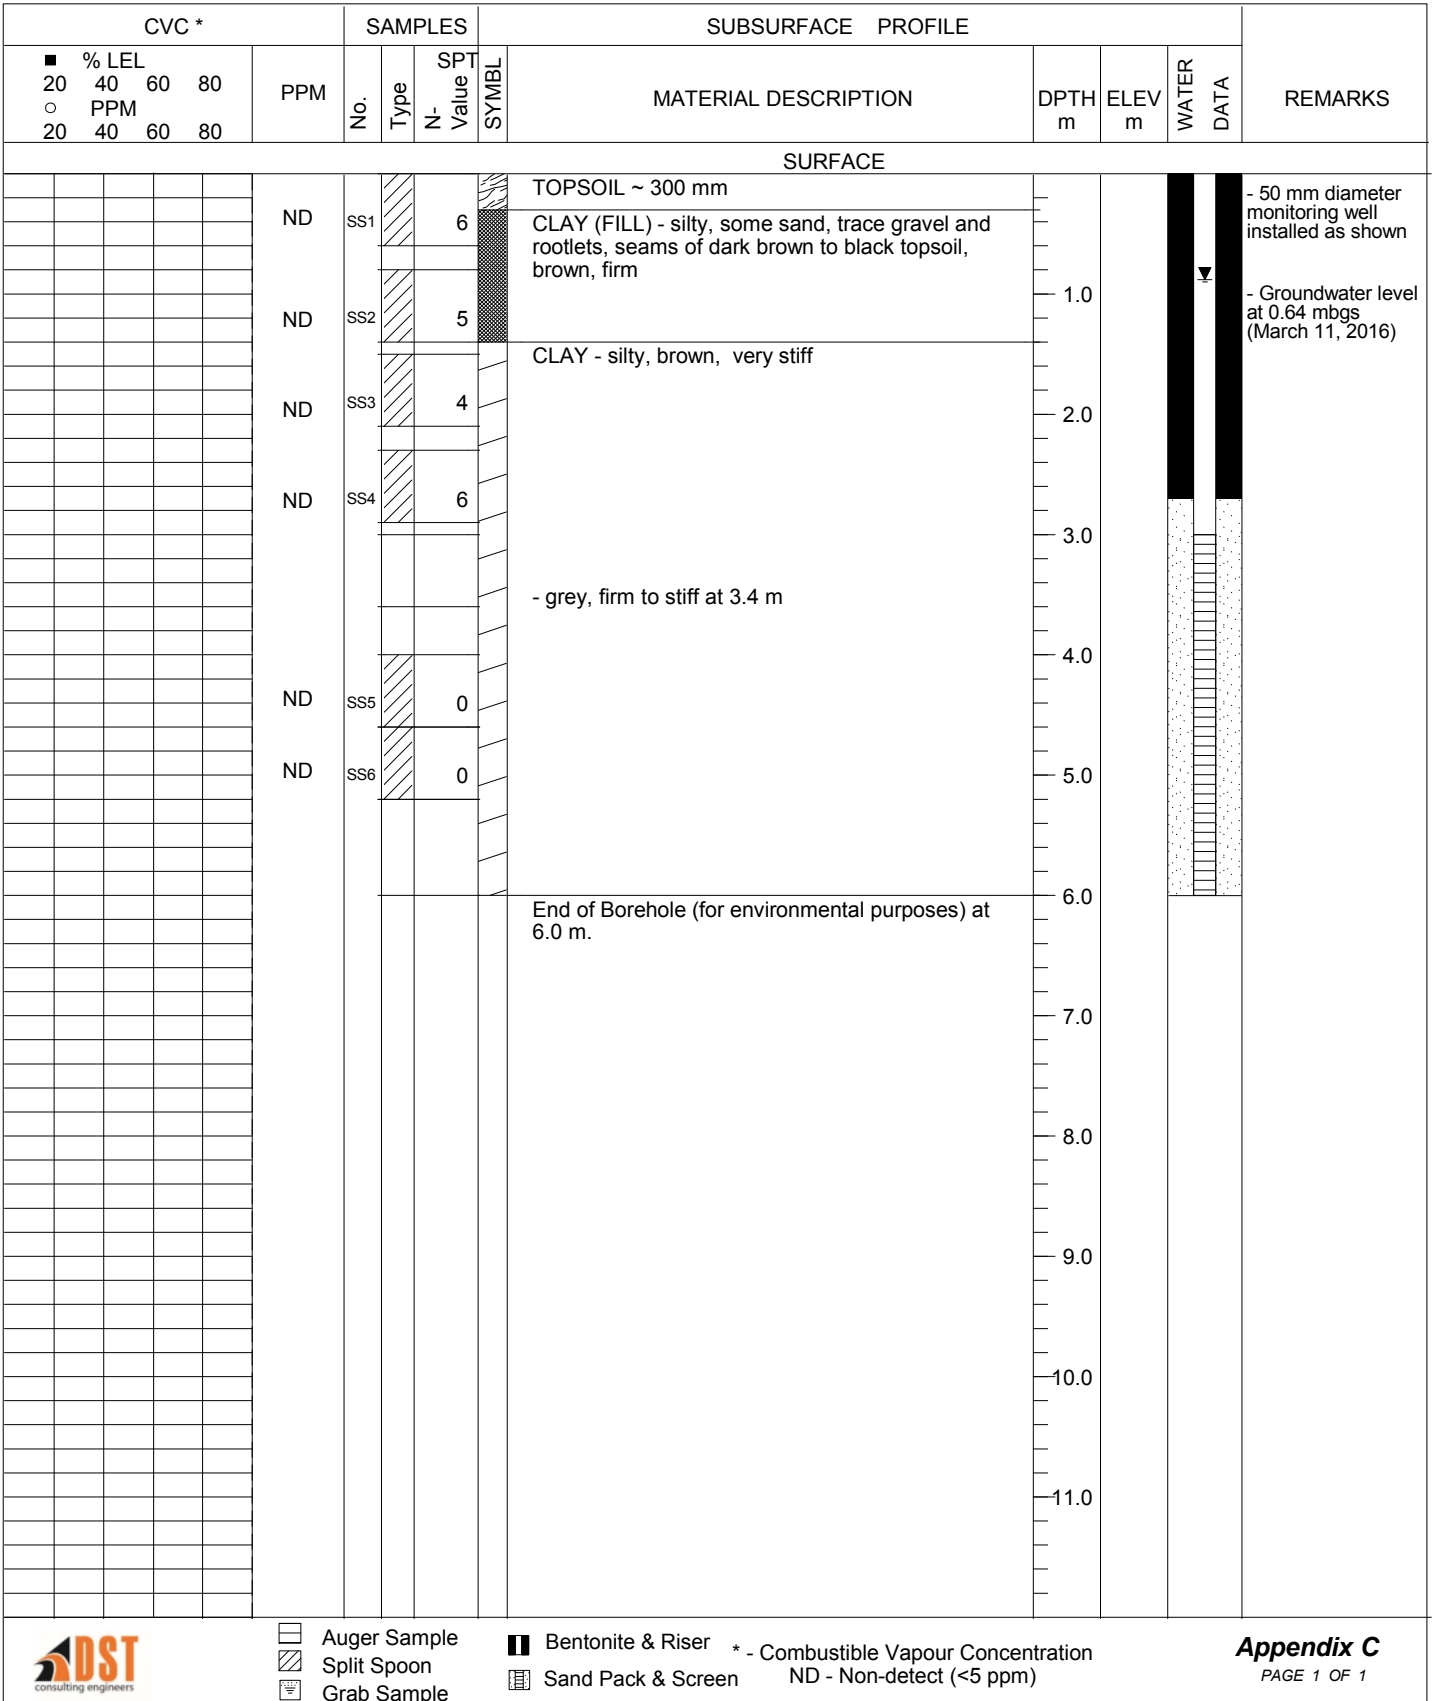 CVC *
SAMPLES
SUBSURFACE PROFILE
% LEL
20 40 60 80
PPM
20 40 60 80
PPM
No.
Type
SPT
N-
Value
SYMBL
MATERIAL DESCRIPTION
DPTH
m
ELEV
m
WATER
DATA
REMARKS
SURFACE
TOPSOIL ~ 300 mm
- 50 mm diameter
monitoring well
installed as shown
ND SS1 6
CLAY (FILL) - silty, some sand, trace gravel and
rootlets, seams of dark brown to black topsoil,
brown, firm
1.0
- Groundwater level
at 0.64 mbgs
(March 11, 2016)
ND SS2 5
CLAY - silty, brown, very stiff
ND SS3 4
2.0
ND SS4 6
3.0
- grey, firm to stiff at 3.4 m
4.0
ND SS5 0
ND SS6 0
5.0
6.0
End of Borehole (for environmental purposes) at
6.0 m.
7.0
8.0
9.0
10.0
11.0
DST
consulting engineers
Auger Sample
Split Spoon
Grab Sample
Bentonite & Riser
Sand Pack & Screen
* - Combustible Vapour Concentration
ND - Non-detect (<5 ppm)
Appendix C
PAGE 1 OF 1